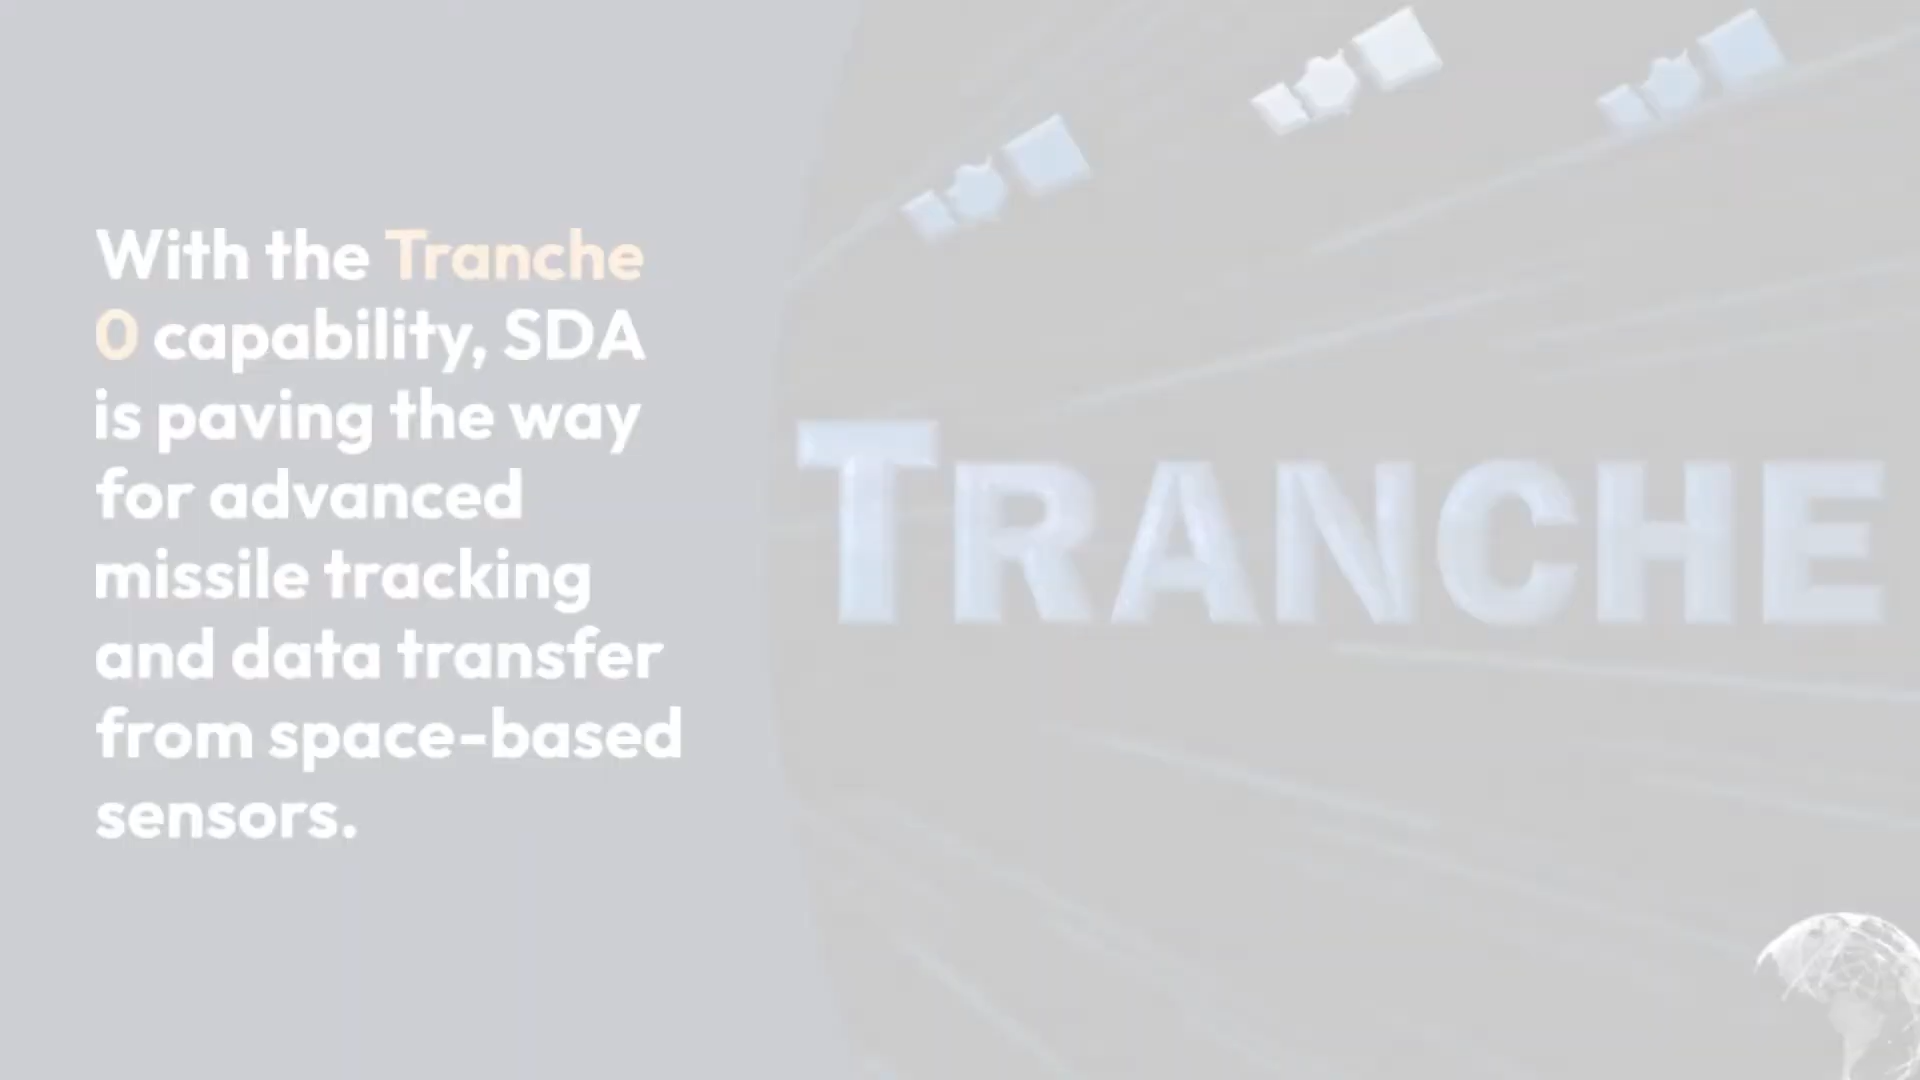 With the Tranche
0 capability, SDA
is paving the way
for advanced
missile tracking
and data transfer
from space-based
sensors.
TRANCHE